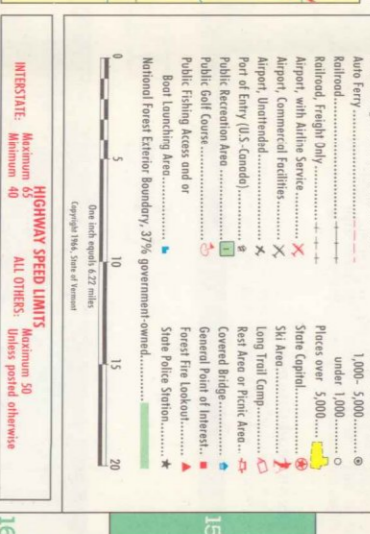 Auto Ferry
Railroad
Railroad, Freight Only
Airport, with Airline Service
Airport, Commercial Facilities
Airport, Unattended
Port of Entry (U.S.-Canada)
Public Recreation Area
Public Golf Course
Public Fishing Access and or
Boat Launching Area
National Forest Exterior Boundary, 37% government-owned
1,000- 5,000
under 1,000
Places over 5,000
State Capital
Ski Area
Long Trail Camp
Rest Area or Picnic Area
Covered Bridge
General Point of Interest
Forest Fire Lookout
State Police Station
0 5 10 15 20
One inch equals 6.22 miles
Copyright 1966, State of Vermont
HIGHWAY SPEED LIMITS
INTERSTATE: Maximum 65 ALL OTHERS: Maximum 50
Minimum 40 Unless posted otherwise
15
16